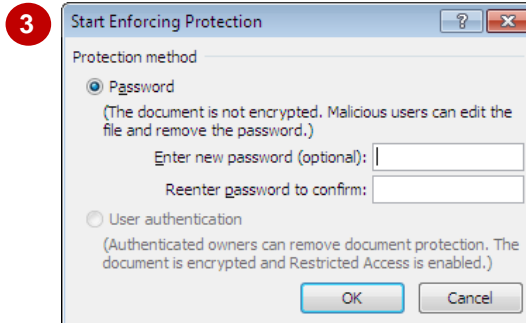 3
Start Enforcing Protection
Protection method
Password
(The document is not encrypted. Malicious users can edit the
file and remove the password.)
Enter new password (optional):
Reenter password to confirm:
User authentication
(Authenticated owners can remove document protection. The
document is encrypted and Restricted Access is enabled.)
OK Cancel